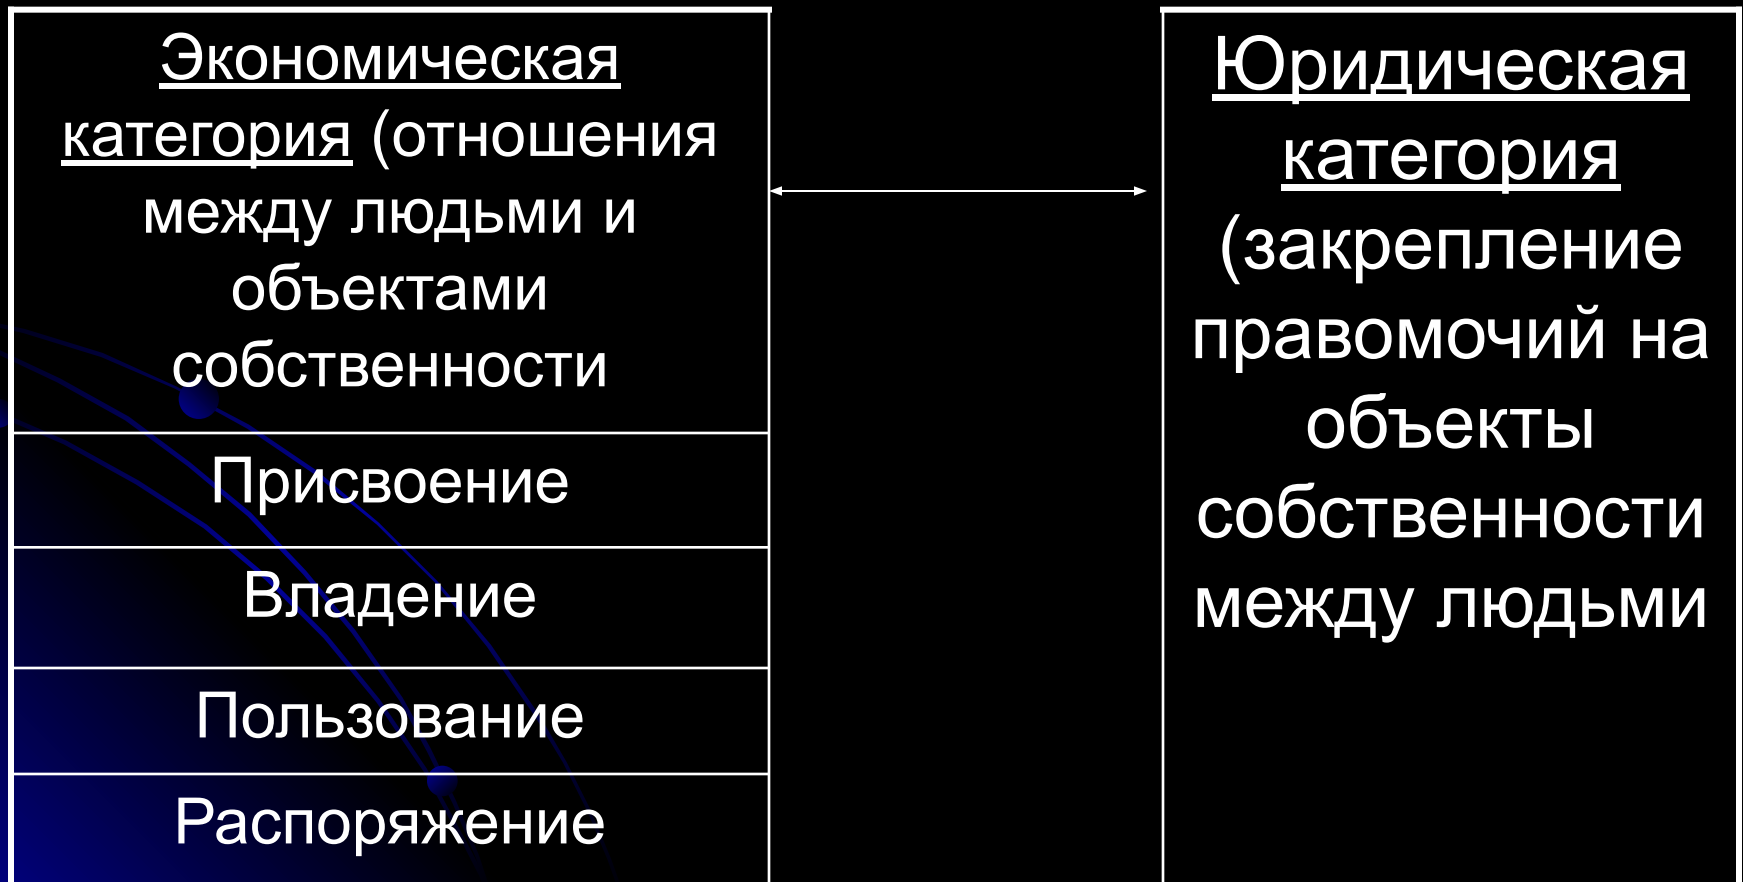 Экономическая
категория (отношения
между людьми и
объектами
собственности
Присвоение
Владение
Пользование
Распоряжение
Юридическая
категория
(закрепление
правомочий на
объекты
собственности
между людьми